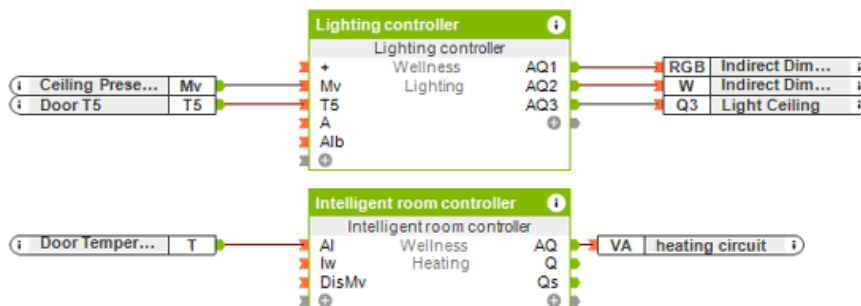 Lighting controller i
Lighting controller
+ Wellness AQ1 RGB Indirect Dim...
i Ceiling Prese... Mv Mv Lighting AQ2 W Indirect Dim...
i Door T5 T5 T5 AQ3 Q3 Light Ceiling
A
AIb
Intelligent room controller i
Intelligent room controller
i Door Temper... T AI Wellness AQ VA heating circuit i
Iw Heating Q
DisMv Qs